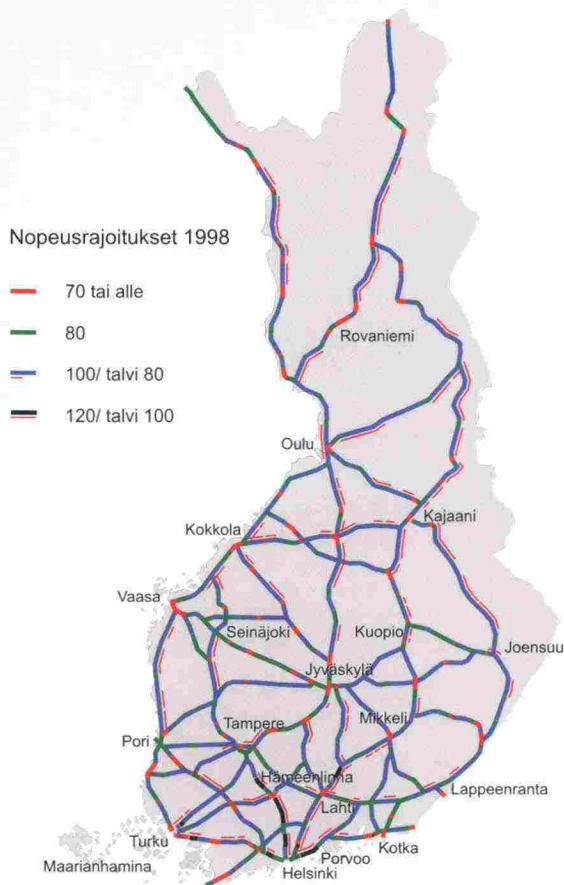 Nopeusrajoitukset 1998
70 tai alle
80
100/ talvi 80
120/ talvi 100
Rovaniemi
Oulu
Kajaani
Kokkola
Vaasa
Seinäjoki
Kuopio
Joensuu
Jyväskylä
Mikkeli
Tampere
Pori
Hämeenlinna
Lahti
Lappeenranta
Turku
Kotka
Porvoo
Maarianhamina
Helsinki